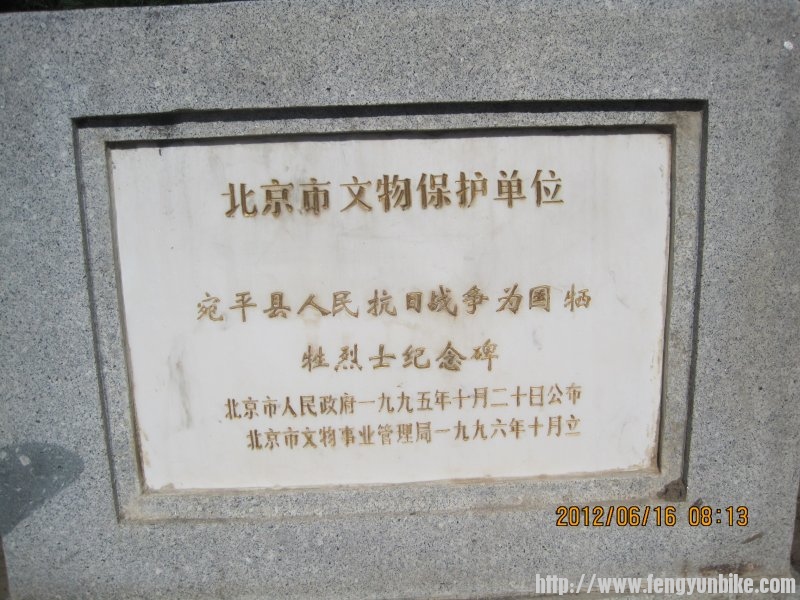 北京市文物保护单位
宛平县人民抗日战争为国牺
牲烈士纪念碑
北京市人民政府一九九五年十月二十日公布
北京市文物事业管理局一九九六年十月立
2012/06/16 08:13
http://www.fengyunbike.com/